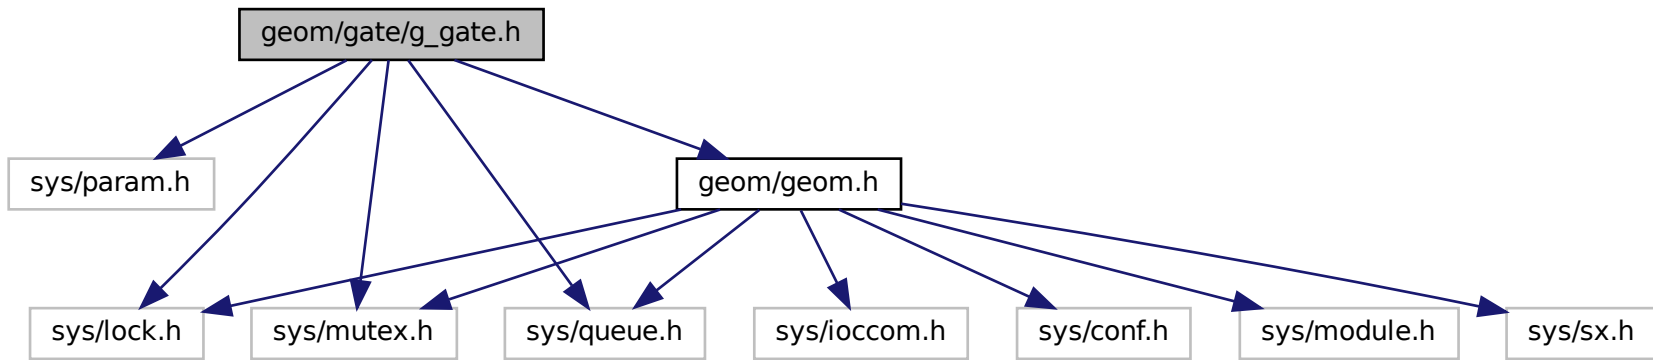 geom/gate/g_gate.h
sys/param.h
geom/geom.h
sys/lock.h
sys/mutex.h
sys/queue.h
sys/ioccom.h
sys/conf.h
sys/module.h
sys/sx.h